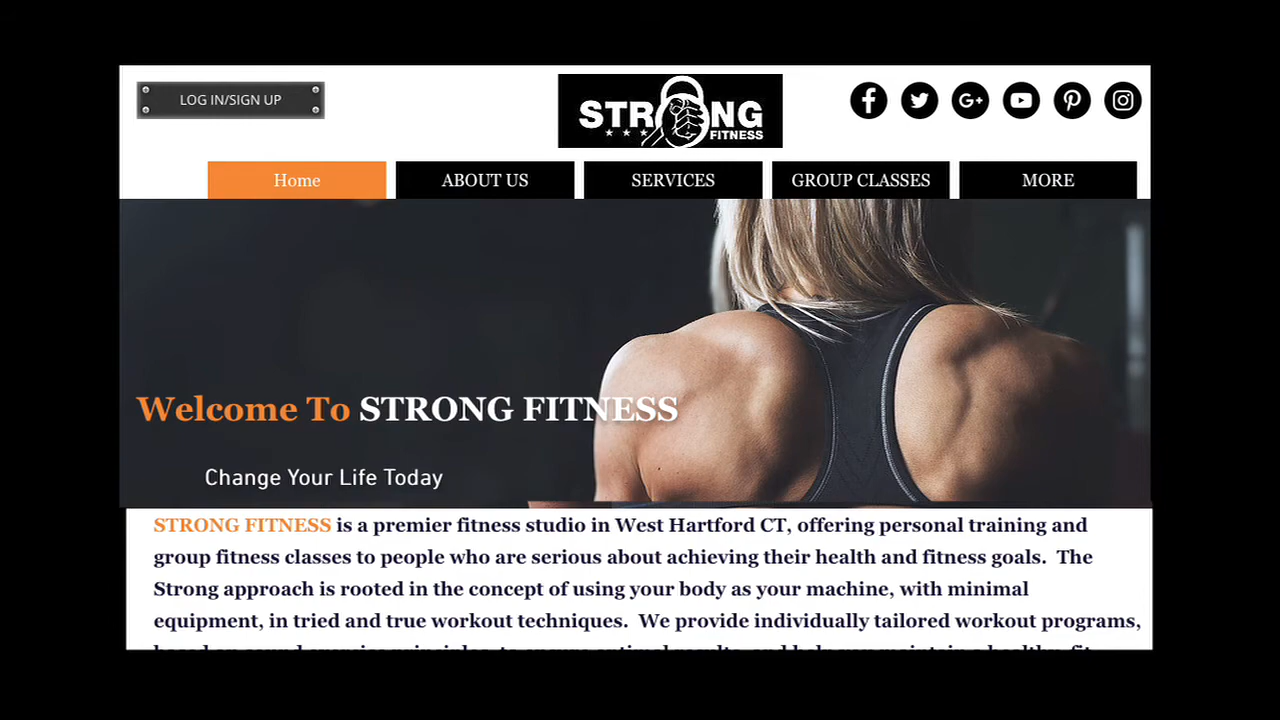 LOG IN/SIGN UP
STRONG
FITNESS
Home
ABOUT US
SERVICES
GROUP CLASSES
MORE
Welcome To STRONG FITNESS
Change Your Life Today
STRONG FITNESS is a premier fitness studio in West Hartford CT, offering personal training and
group fitness classes to people who are serious about achieving their health and fitness goals.  The
Strong approach is rooted in the concept of using your body as your machine, with minimal
equipment, in tried and true workout techniques.  We provide individually tailored workout programs,